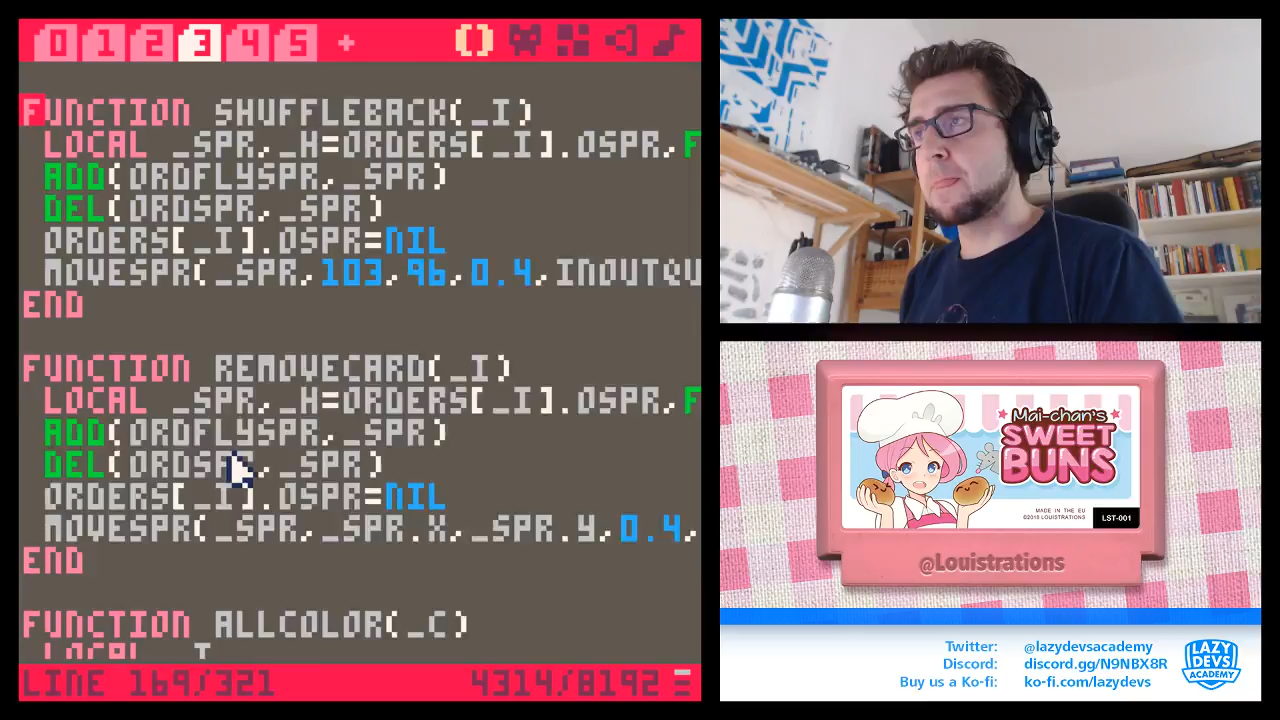 0 1 2 3 4 5 +
FUNCTION SHUFFLEBACK(_I)
LOCAL _SPR,_H=ORDERS[_I].OSPR,F
ADD(ORDFLYSPR,_SPR)
DEL(ORDSPR,_SPR)
ORDERS[_I].OSPR=NIL
MOVESPR(_SPR,103,96,0.4,INOUTQU
END
FUNCTION REMOVECARD(_I)
LOCAL _SPR,_H=ORDERS[_I].OSPR,F
ADD(ORDFLYSPR,_SPR)
DEL(ORDSPR,_SPR)
ORDERS[_I].OSPR=NIL
MOVESPR(_SPR,_SPR.X,_SPR.Y,0.4,
END
FUNCTION ALLCOLOR(_C)
LINE 169/321 4314/8192
Mai-chan's
SWEET
BUNS
MADE IN THE EU
©2018 LOUISTRATIONS
LST-001
@Louistrations
Twitter: @lazydevsacademy
Discord: discord.gg/N9NBX8R
Buy us a Ko-fi: ko-fi.com/lazydevs
LAZY
DEVS
ACADEMY